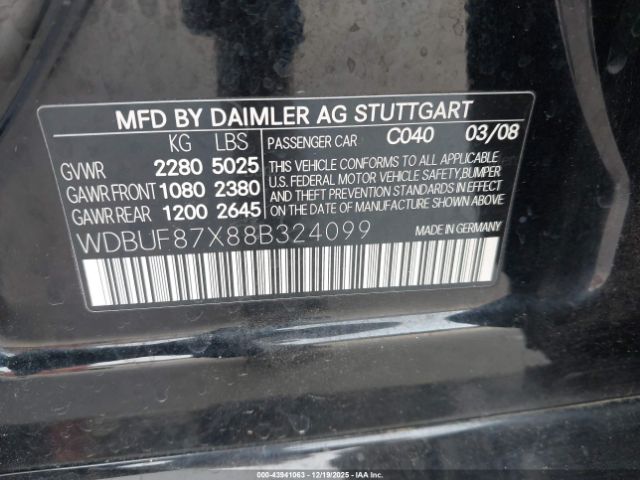 MFD BY DAIMLER AG STUTTGART
KG LBS PASSENGER CAR C040 03/08
GVWR 2280 5025
GAWR FRONT 1080 2380
GAWR REAR 1200 2645
THIS VEHICLE CONFORMS TO ALL APPLICABLE
U.S. FEDERAL MOTOR VEHICLE SAFETY, BUMPER
AND THEFT PREVENTION STANDARDS IN EFFECT
ON THE DATE OF MANUFACTURE SHOWN ABOVE.
WDBUF87X88B324099 MADE IN GERMANY
000-43941063 | 12/19/2025 | IAA Inc.